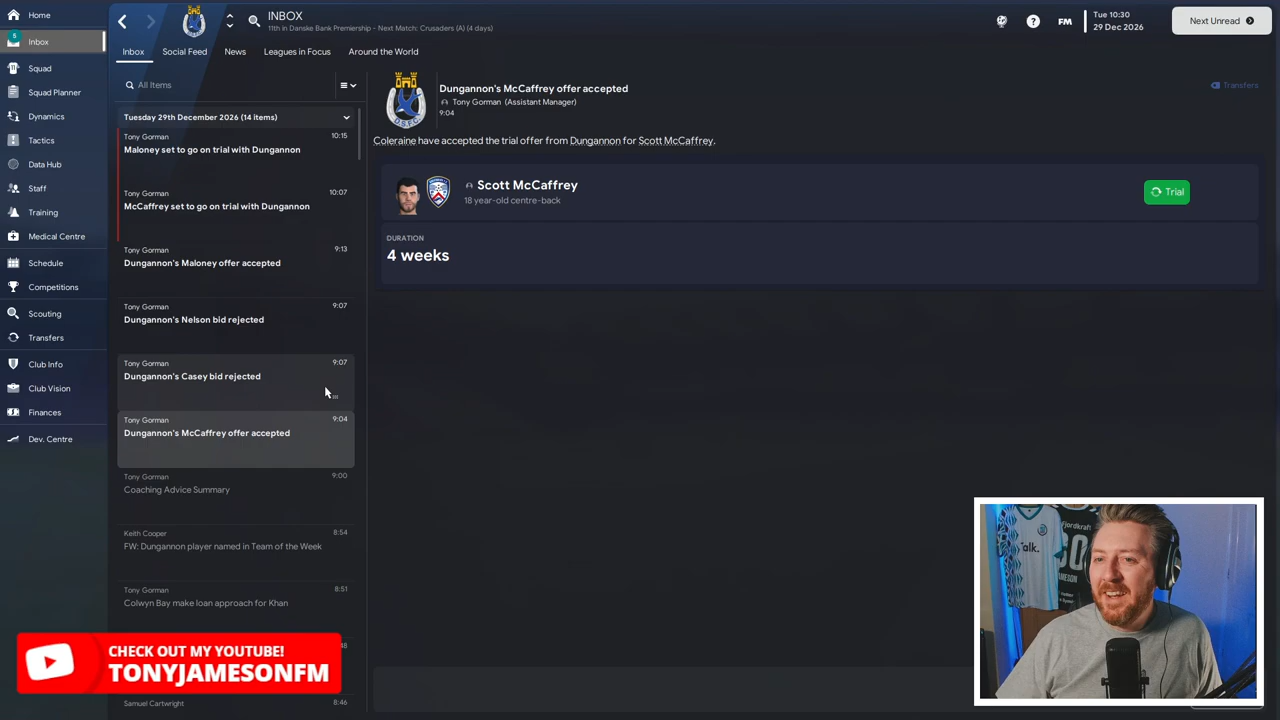 Home
5
Inbox
Squad
Squad Planner
Dynamics
Tactics
Data Hub
Staff
Training
Medical Centre
Schedule
Competitions
Scouting
Transfers
Club Info
Club Vision
Finances
Dev. Centre
INBOX
11th in Danske Bank Premiership - Next Match: Crusaders (A) (4 days)
FM
Tue 10:30
29 Dec 2026
Next Unread
Inbox
Social Feed
News
Leagues in Focus
Around the World
All Items
Tuesday 29th December 2026 (14 items)
Tony Gorman 10:15
Maloney set to go on trial with Dungannon
Tony Gorman 10:07
McCaffrey set to go on trial with Dungannon
Tony Gorman 9:13
Dungannon's Maloney offer accepted
Tony Gorman 9:07
Dungannon's Nelson bid rejected
Tony Gorman 9:07
Dungannon's Casey bid rejected
Tony Gorman 9:04
Dungannon's McCaffrey offer accepted
Tony Gorman 9:00
Coaching Advice Summary
Keith Cooper 8:54
FW: Dungannon player named in Team of the Week
Tony Gorman 8:51
Colwyn Bay make loan approach for Khan
48
Samuel Cartwright 8:46
Dungannon's McCaffrey offer accepted
Tony Gorman (Assistant Manager)
9:04
Transfers
Coleraine have accepted the trial offer from Dungannon for Scott McCaffrey.
Scott McCaffrey
18 year-old centre-back
Trial
DURATION
4 weeks
CHECK OUT MY YOUTUBE!
TONYJAMESONFM
Talk.
Fjordkraft
JAMESON